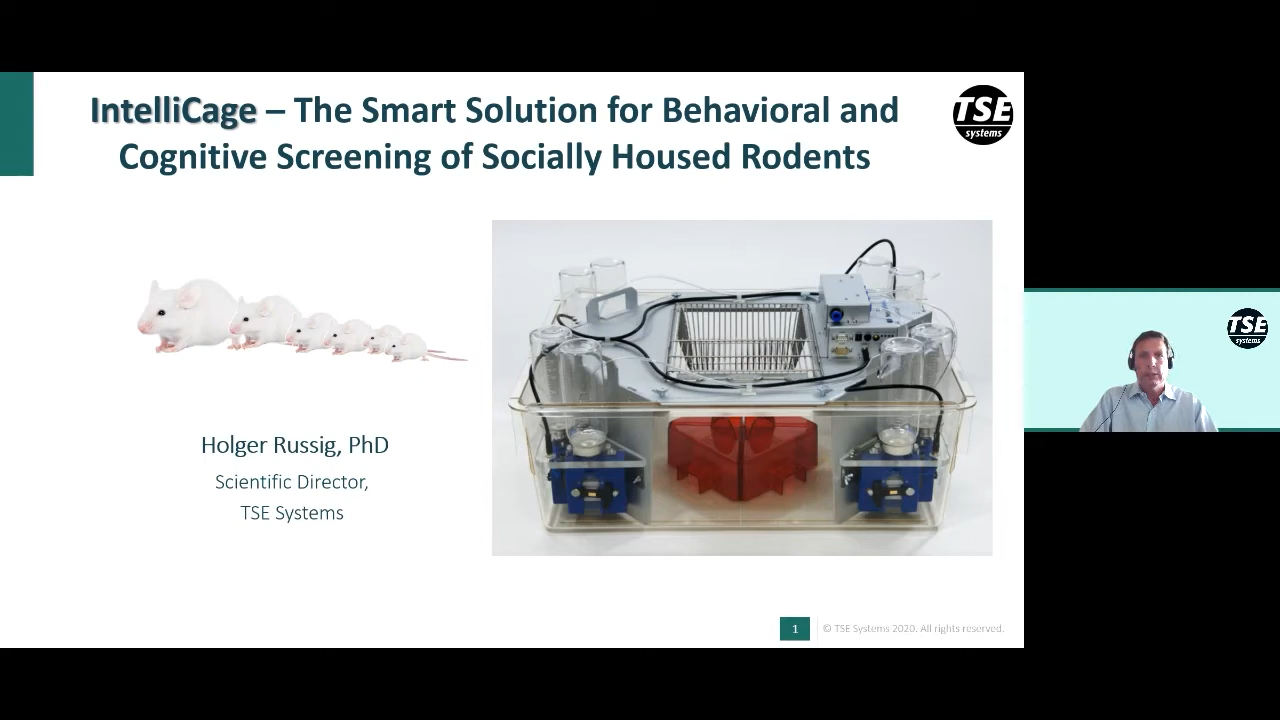 IntelliCage – The Smart Solution for Behavioral and
Cognitive Screening of Socially Housed Rodents
TSE
systems
Holger Russig, PhD
Scientific Director,
TSE Systems
1
© TSE Systems 2020. All rights reserved.
TSE
systems